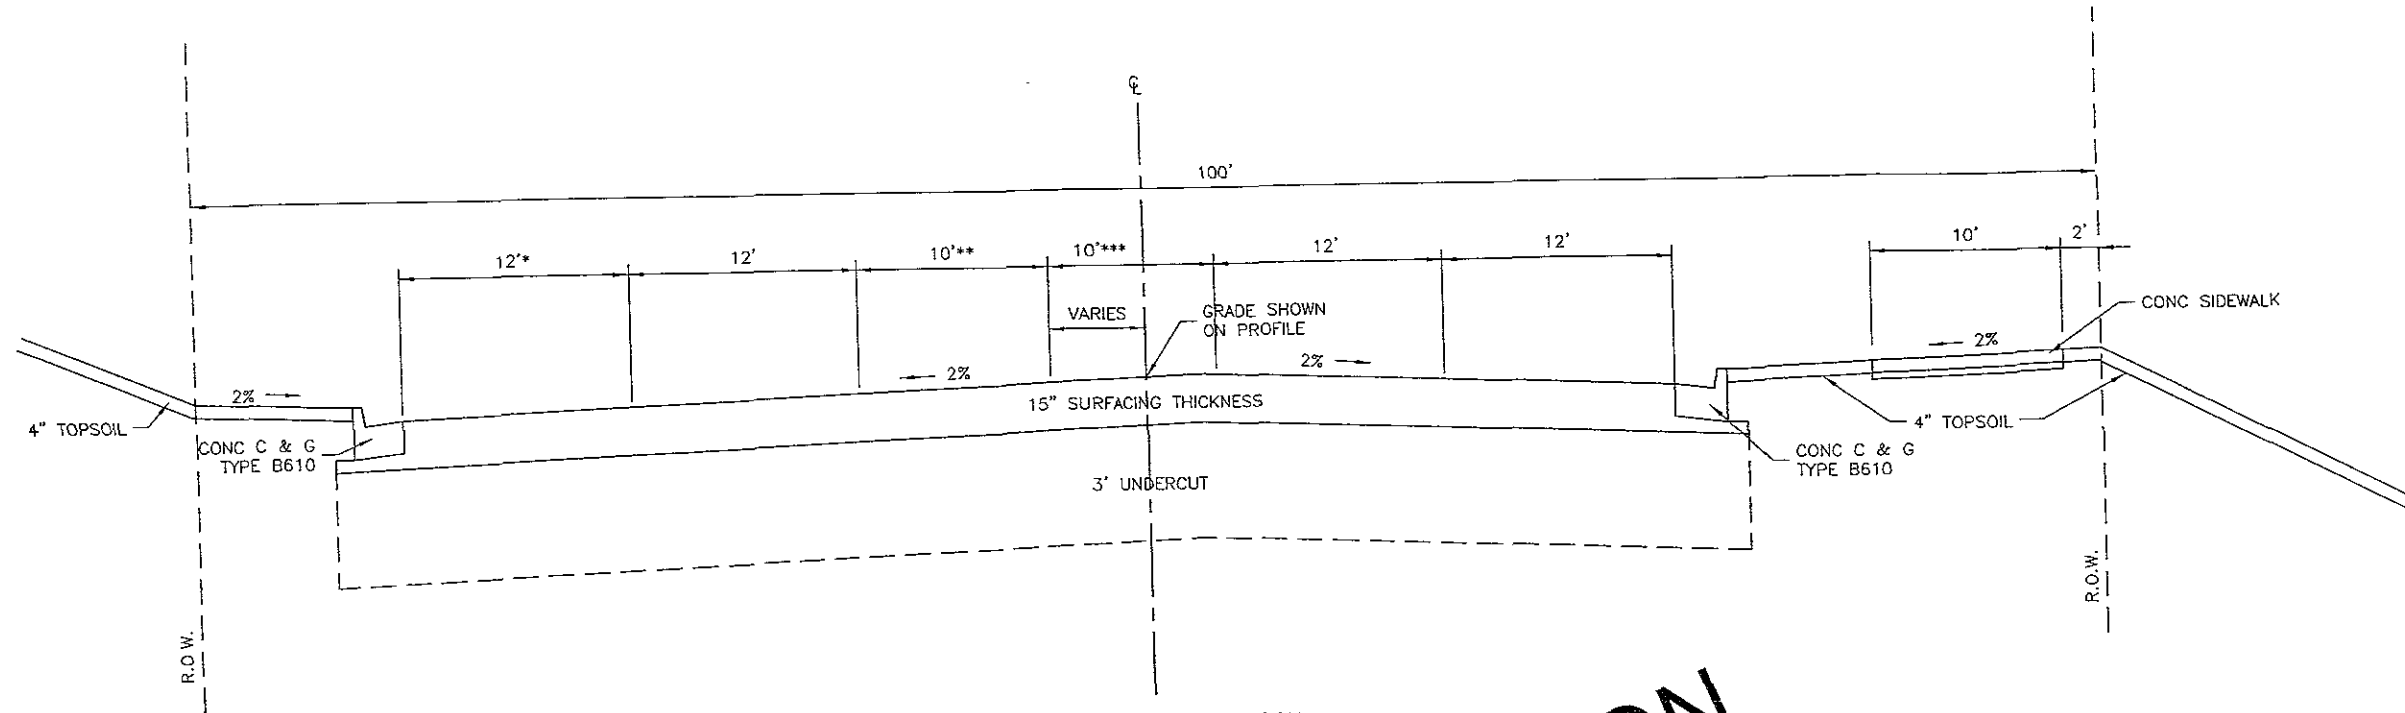 ℄
100'
12'*
12'
10'**
10'***
12'
12'
10'
2'
VARIES
GRADE SHOWN
ON PROFILE
CONC SIDEWALK
2%
2%
2%
2%
15" SURFACING THICKNESS
4" TOPSOIL
4" TOPSOIL
CONC C & G
TYPE B610
CONC C & G
TYPE B610
3' UNDERCUT
R.O.W.
R.O.W.